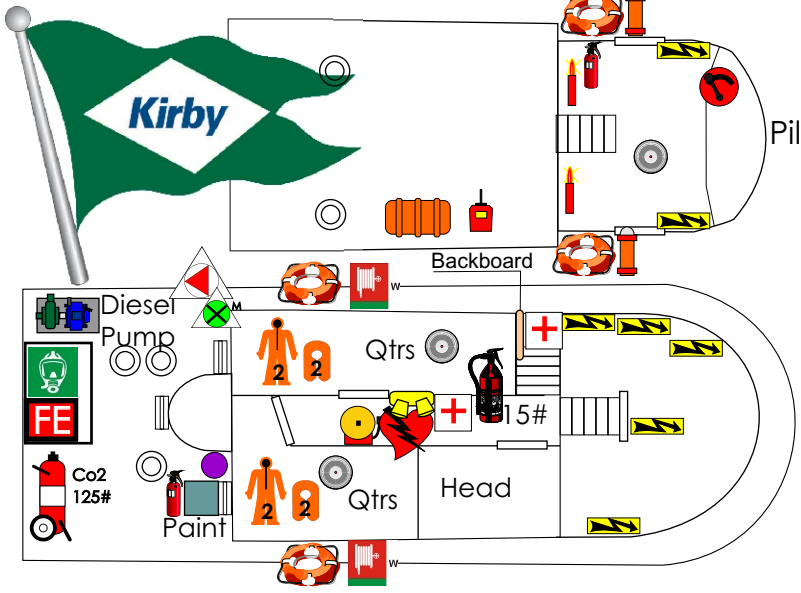 Kirby
Pil
Backboard
W
Diesel
Pump
M
Qtrs
2
2
FE
15#
Co2
125#
Qtrs
2
2
Head
Paint
W